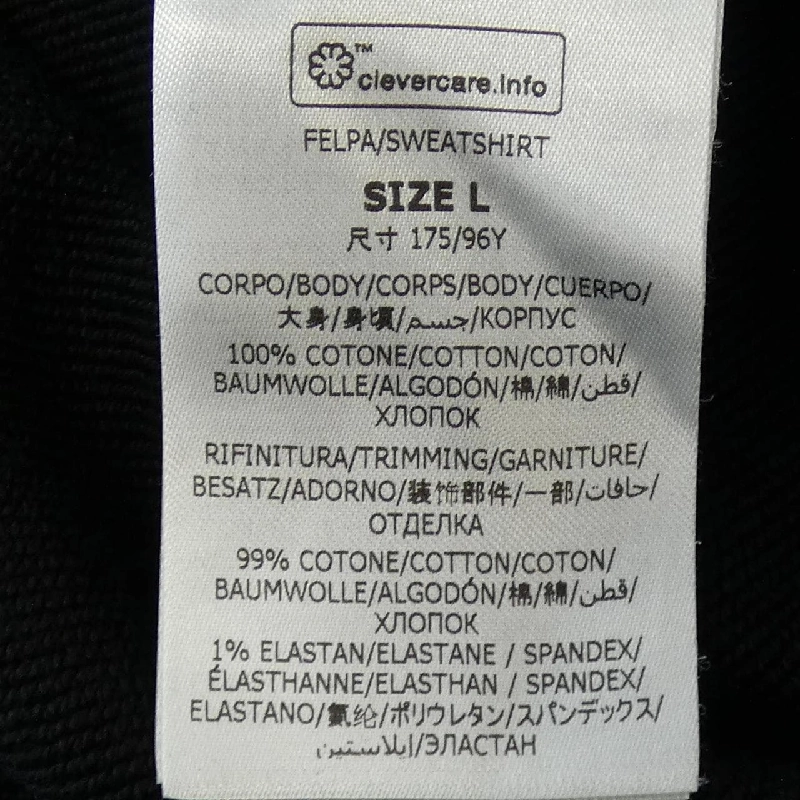 clevercare.info
FELPA/SWEATSHIRT
SIZE L
尺寸 175/96Y
CORPO/BODY/CORPS/BODY/CUERPO/
大身/身頃/جسم/КОРПУС
100% COTONE/COTTON/COTON/
BAUMWOLLE/ALGODÓN/棉/綿/قطن/
ХЛОПОК
RIFINITURA/TRIMMING/GARNITURE/
BESATZ/ADORNO/装饰部件/一部/حافات/
ОТДЕЛКА
99% COTONE/COTTON/COTON/
BAUMWOLLE/ALGODÓN/棉/綿/قطن/
ХЛОПОК
1% ELASTAN/ELASTANE / SPANDEX/
ÉLASTHANNE/ELASTHAN / SPANDEX/
ELASTANO/氨纶/ポリウレタン/スパンデックス/
إيلاستين/ЭЛАСТАН